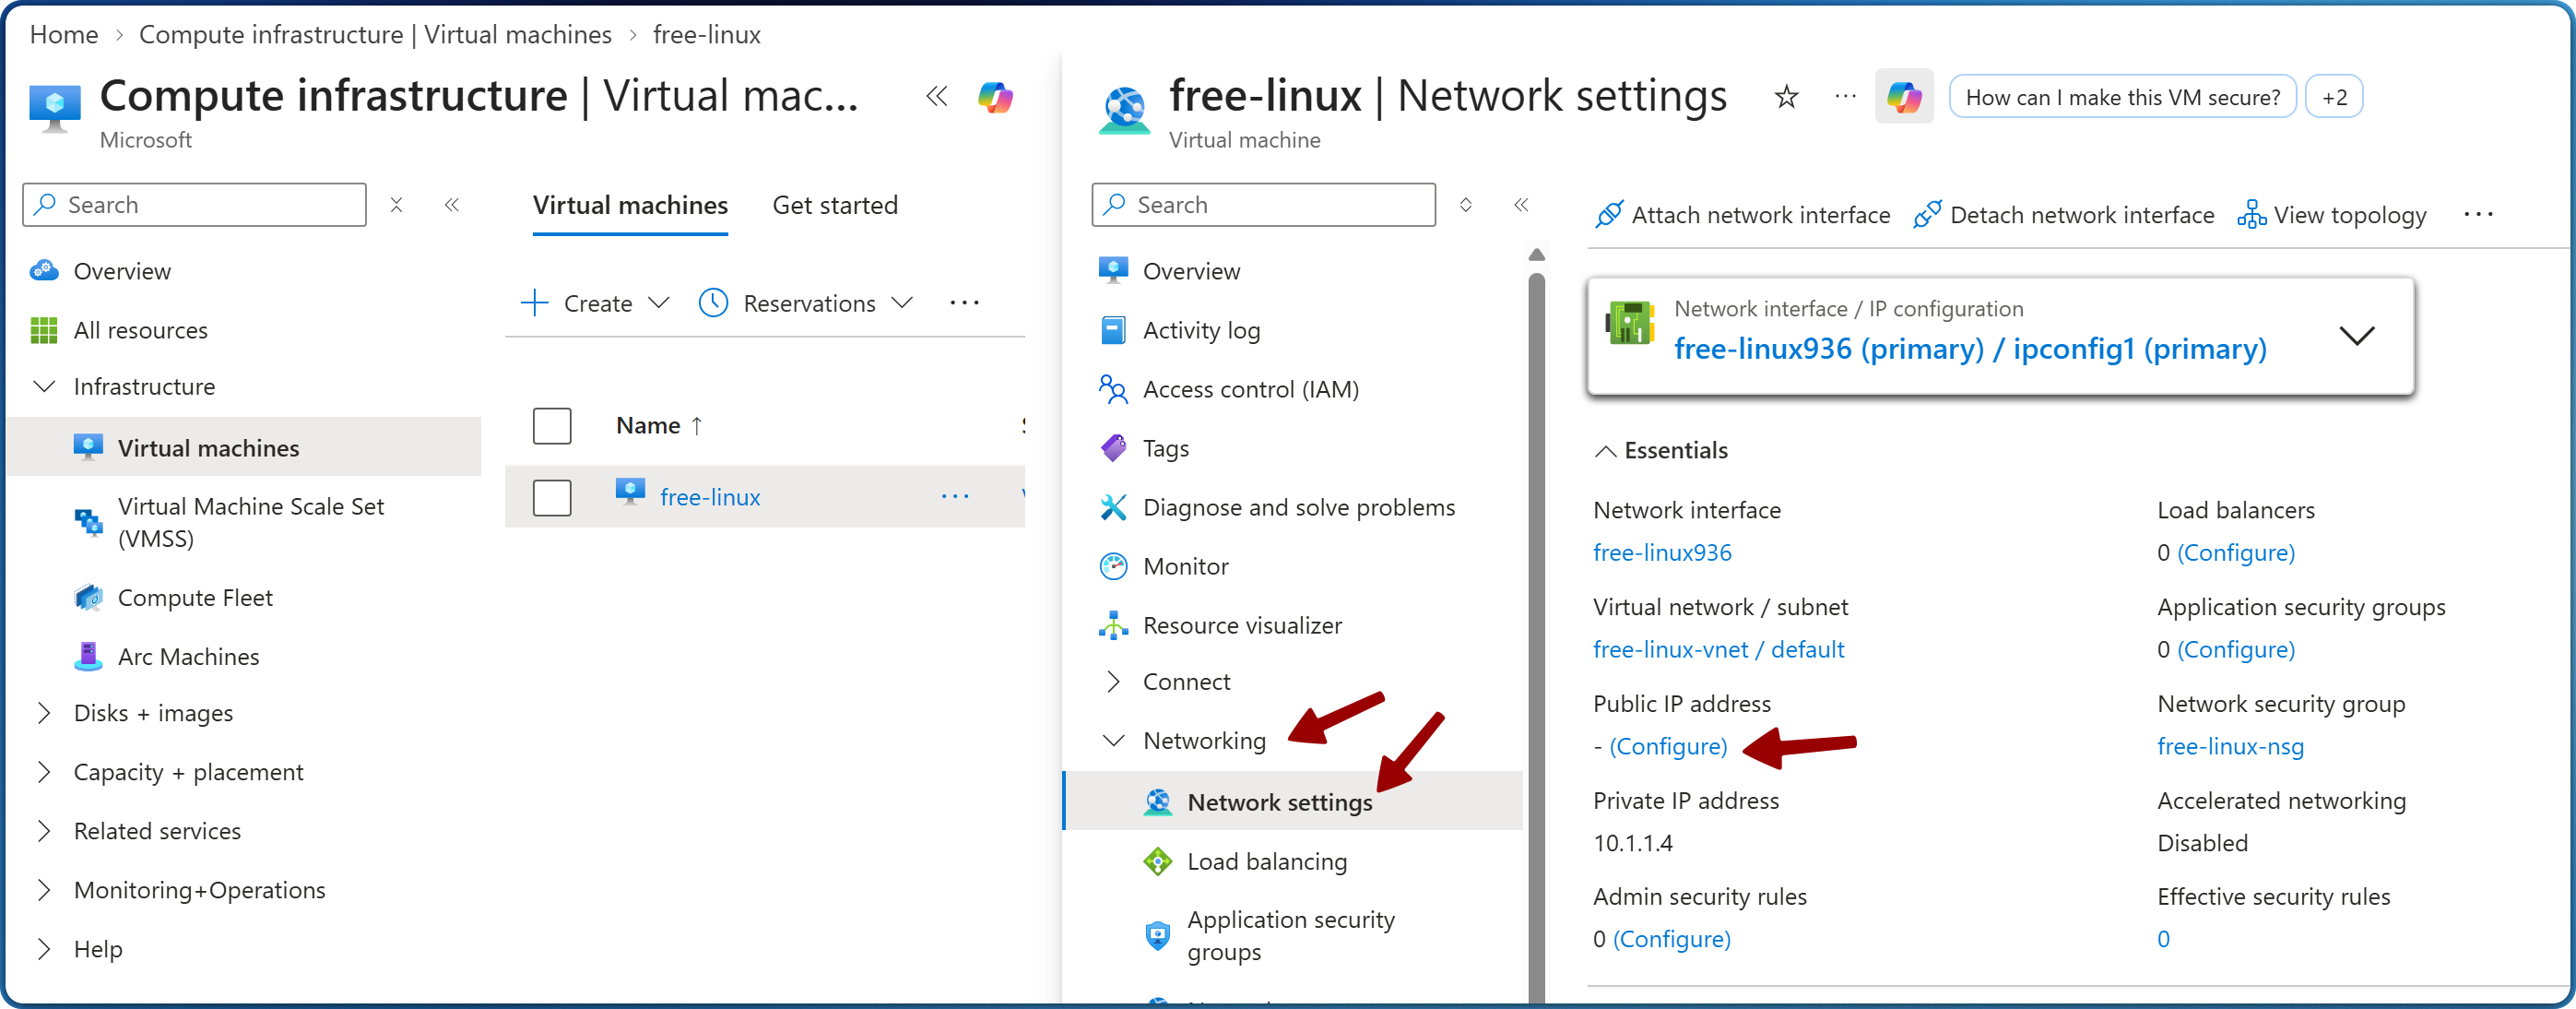 Home > Compute infrastructure | Virtual machines > free-linux
Compute infrastructure | Virtual mac...
Microsoft
Search
Overview
All resources
Infrastructure
Virtual machines
Virtual Machine Scale Set
(VMSS)
Compute Fleet
Arc Machines
Disks + images
Capacity + placement
Related services
Monitoring+Operations
Help
Virtual machines Get started
Create Reservations ...
Name ↑
free-linux ...
free-linux | Network settings ... How can I make this VM secure? +2
Virtual machine
Search
Overview
Activity log
Access control (IAM)
Tags
Diagnose and solve problems
Monitor
Resource visualizer
Connect
Networking
Network settings
Load balancing
Application security
groups
Attach network interface Detach network interface View topology ...
Network interface / IP configuration
free-linux936 (primary) / ipconfig1 (primary)
Essentials
Network interface
free-linux936
Virtual network / subnet
free-linux-vnet / default
Public IP address
- (Configure)
Private IP address
10.1.1.4
Admin security rules
0 (Configure)
Load balancers
0 (Configure)
Application security groups
0 (Configure)
Network security group
free-linux-nsg
Accelerated networking
Disabled
Effective security rules
0